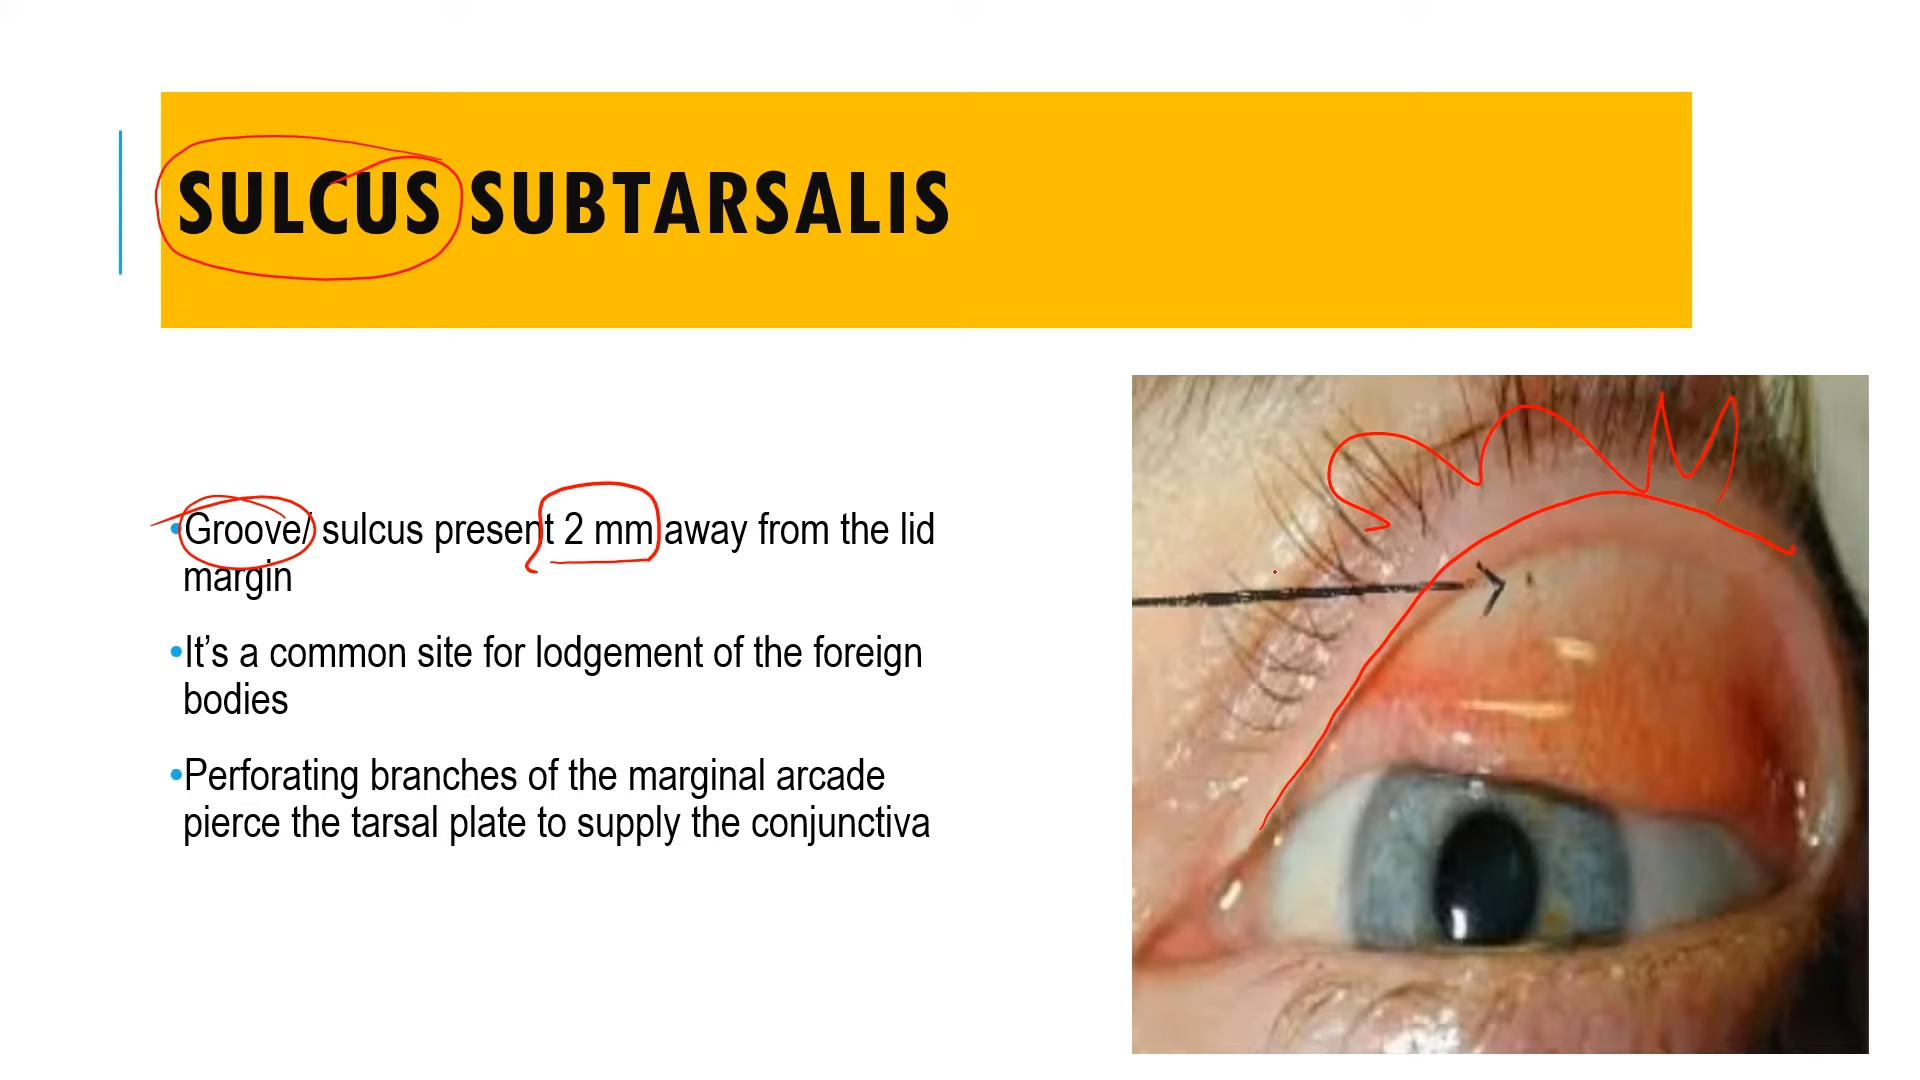 SULCUS SUBTARSALIS
•Groove/ sulcus present 2 mm away from the lid
margin
•It’s a common site for lodgement of the foreign
bodies
•Perforating branches of the marginal arcade
pierce the tarsal plate to supply the conjunctiva